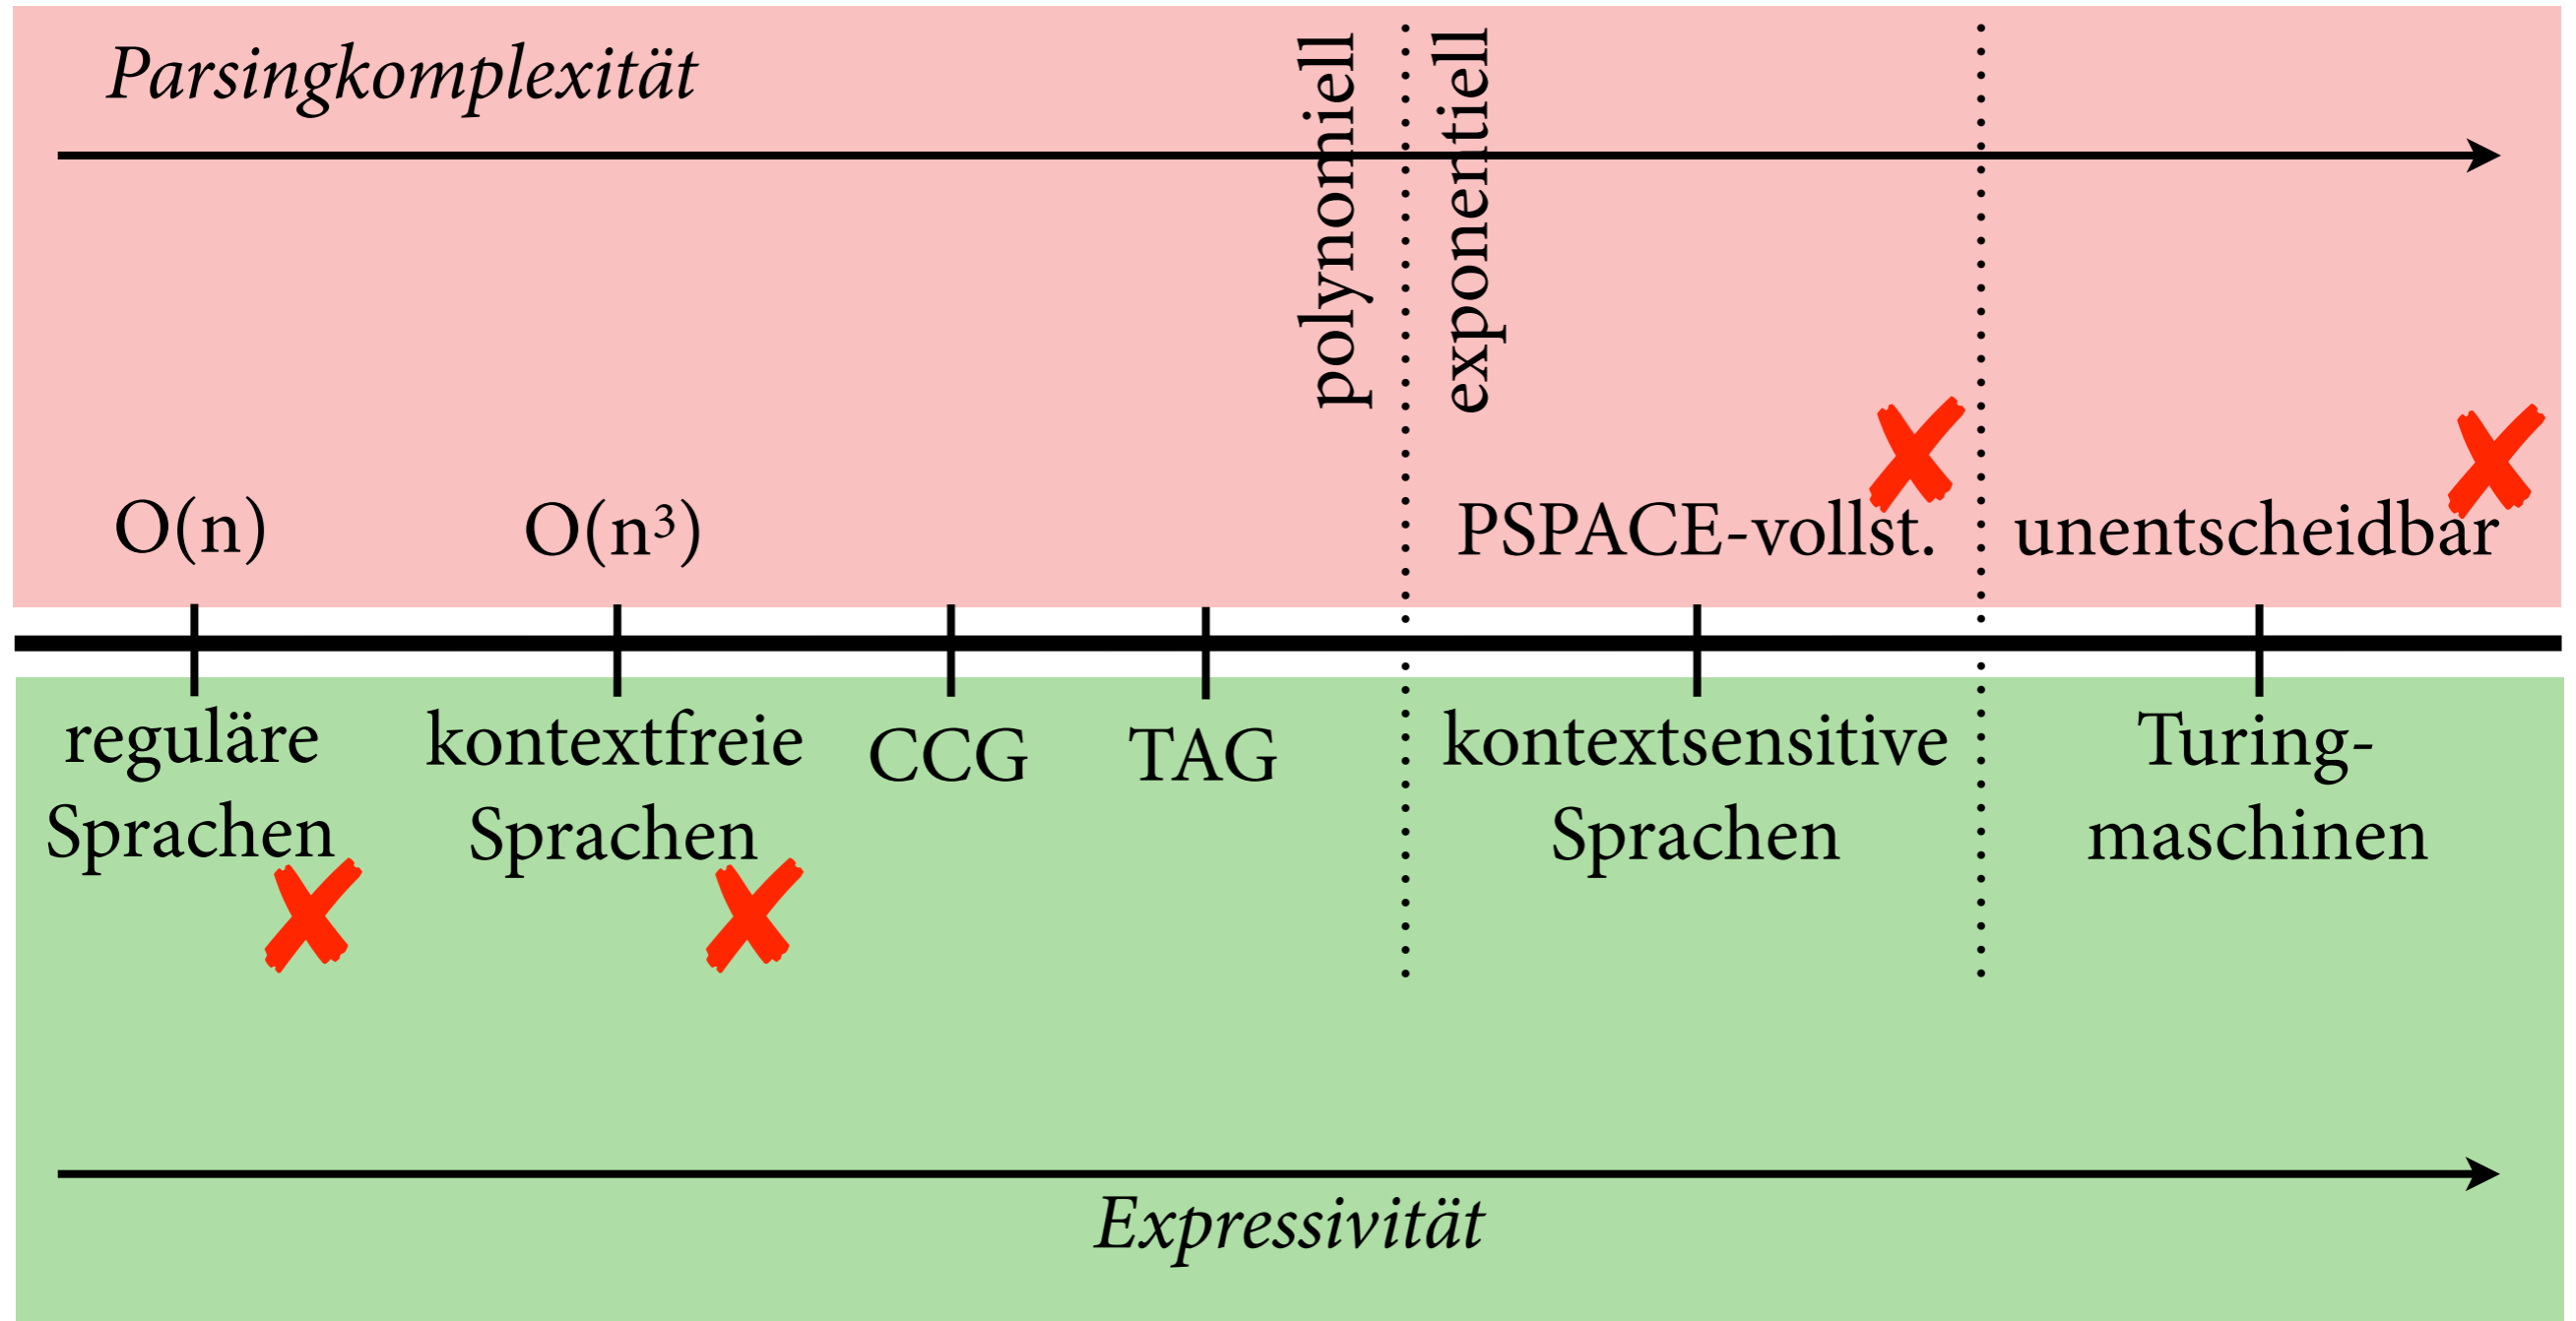 Parsingkomplexität
polynomiell
exponentiell
O(n)
O(n³)
PSPACE-vollst.
unentscheidbar
reguläre
Sprachen
kontextfreie
Sprachen
CCG
TAG
kontextsensitive
Sprachen
Turing-
maschinen
Expressivität